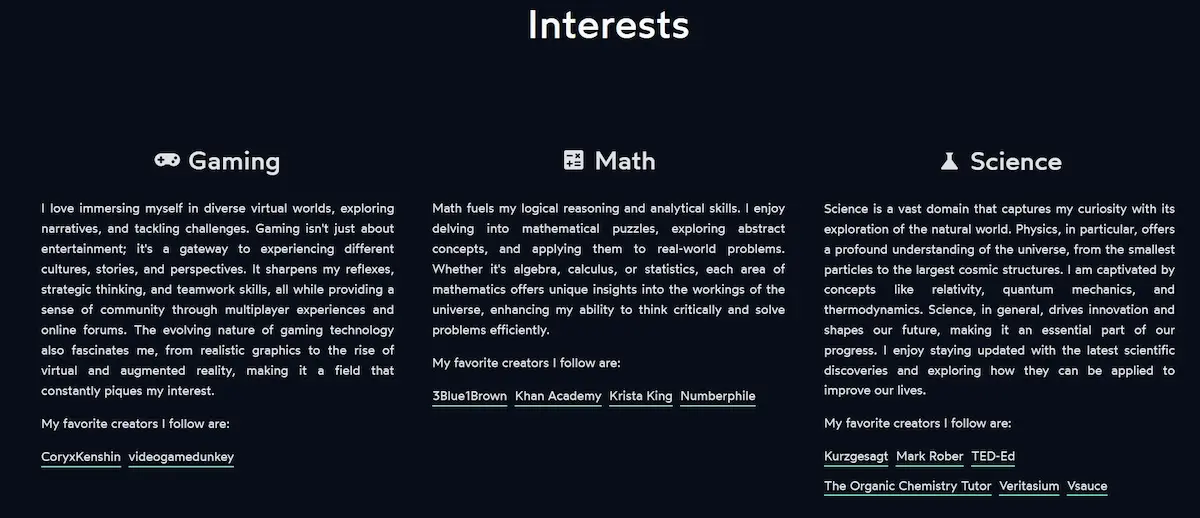 Interests
Gaming
I love immersing myself in diverse virtual worlds, exploring
narratives, and tackling challenges. Gaming isn't just about
entertainment; it's a gateway to experiencing different
cultures, stories, and perspectives. It sharpens my reflexes,
strategic thinking, and teamwork skills, all while providing a
sense of community through multiplayer experiences and
online forums. The evolving nature of gaming technology
also fascinates me, from realistic graphics to the rise of
virtual and augmented reality, making it a field that
constantly piques my interest.
My favorite creators I follow are:
CoryxKenshin videogamedunkey
Math
Math fuels my logical reasoning and analytical skills. I enjoy
delving into mathematical puzzles, exploring abstract
concepts, and applying them to real-world problems.
Whether it's algebra, calculus, or statistics, each area of
mathematics offers unique insights into the workings of the
universe, enhancing my ability to think critically and solve
problems efficiently.
My favorite creators I follow are:
3Blue1Brown Khan Academy Krista King Numberphile
Science
Science is a vast domain that captures my curiosity with its
exploration of the natural world. Physics, in particular, offers
a profound understanding of the universe, from the smallest
particles to the largest cosmic structures. I am captivated by
concepts like relativity, quantum mechanics, and
thermodynamics. Science, in general, drives innovation and
shapes our future, making it an essential part of our
progress. I enjoy staying updated with the latest scientific
discoveries and exploring how they can be applied to
improve our lives.
My favorite creators I follow are:
Kurzgesagt Mark Rober TED-Ed
The Organic Chemistry Tutor Veritasium Vsauce